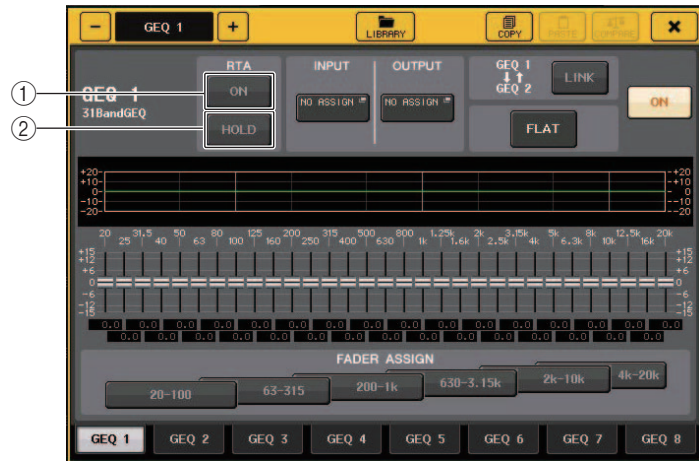 GEQ 1
LIBRARY
COPY
PASTE
COMPARE
①
②
GEQ 1
31BandGEQ
RTA
ON
HOLD
INPUT
NO ASSIGN
OUTPUT
NO ASSIGN
GEQ 1
↓↑
GEQ 2
LINK
FLAT
ON
+20 +20
+10 +10
0 0
-10 -10
-20 -20
20 31.5 50 80 125 200 315 500 800 1.25k 2k 3.15k 5k 8k 12.5k 20k
25 40 63 100 160 250 400 630 1k 1.6k 2.5k 4k 6.3k 10k 16k
+15 +15
+12 +12
+6 +6
0 0
-6 -6
-12 -12
-15 -15
0.0 0.0 0.0 0.0 0.0 0.0 0.0 0.0 0.0 0.0 0.0 0.0 0.0 0.0 0.0 0.0
0.0 0.0 0.0 0.0 0.0 0.0 0.0 0.0 0.0 0.0 0.0 0.0 0.0 0.0 0.0
FADER ASSIGN
20-100 63-315 200-1k 630-3.15k 2k-10k 4k-20k
GEQ 1 GEQ 2 GEQ 3 GEQ 4 GEQ 5 GEQ 6 GEQ 7 GEQ 8